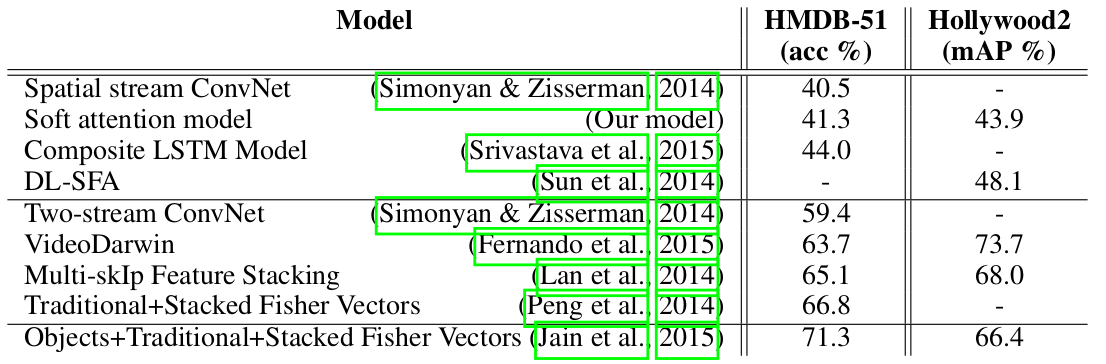 Model HMDB-51 Hollywood2
(acc %) (mAP %)
Spatial stream ConvNet (Simonyan & Zisserman, 2014) 40.5 -
Soft attention model (Our model) 41.3 43.9
Composite LSTM Model (Srivastava et al., 2015) 44.0 -
DL-SFA (Sun et al., 2014) - 48.1
Two-stream ConvNet (Simonyan & Zisserman, 2014) 59.4 -
VideoDarwin (Fernando et al., 2015) 63.7 73.7
Multi-skIp Feature Stacking (Lan et al., 2014) 65.1 68.0
Traditional+Stacked Fisher Vectors (Peng et al., 2014) 66.8 -
Objects+Traditional+Stacked Fisher Vectors (Jain et al., 2015) 71.3 66.4